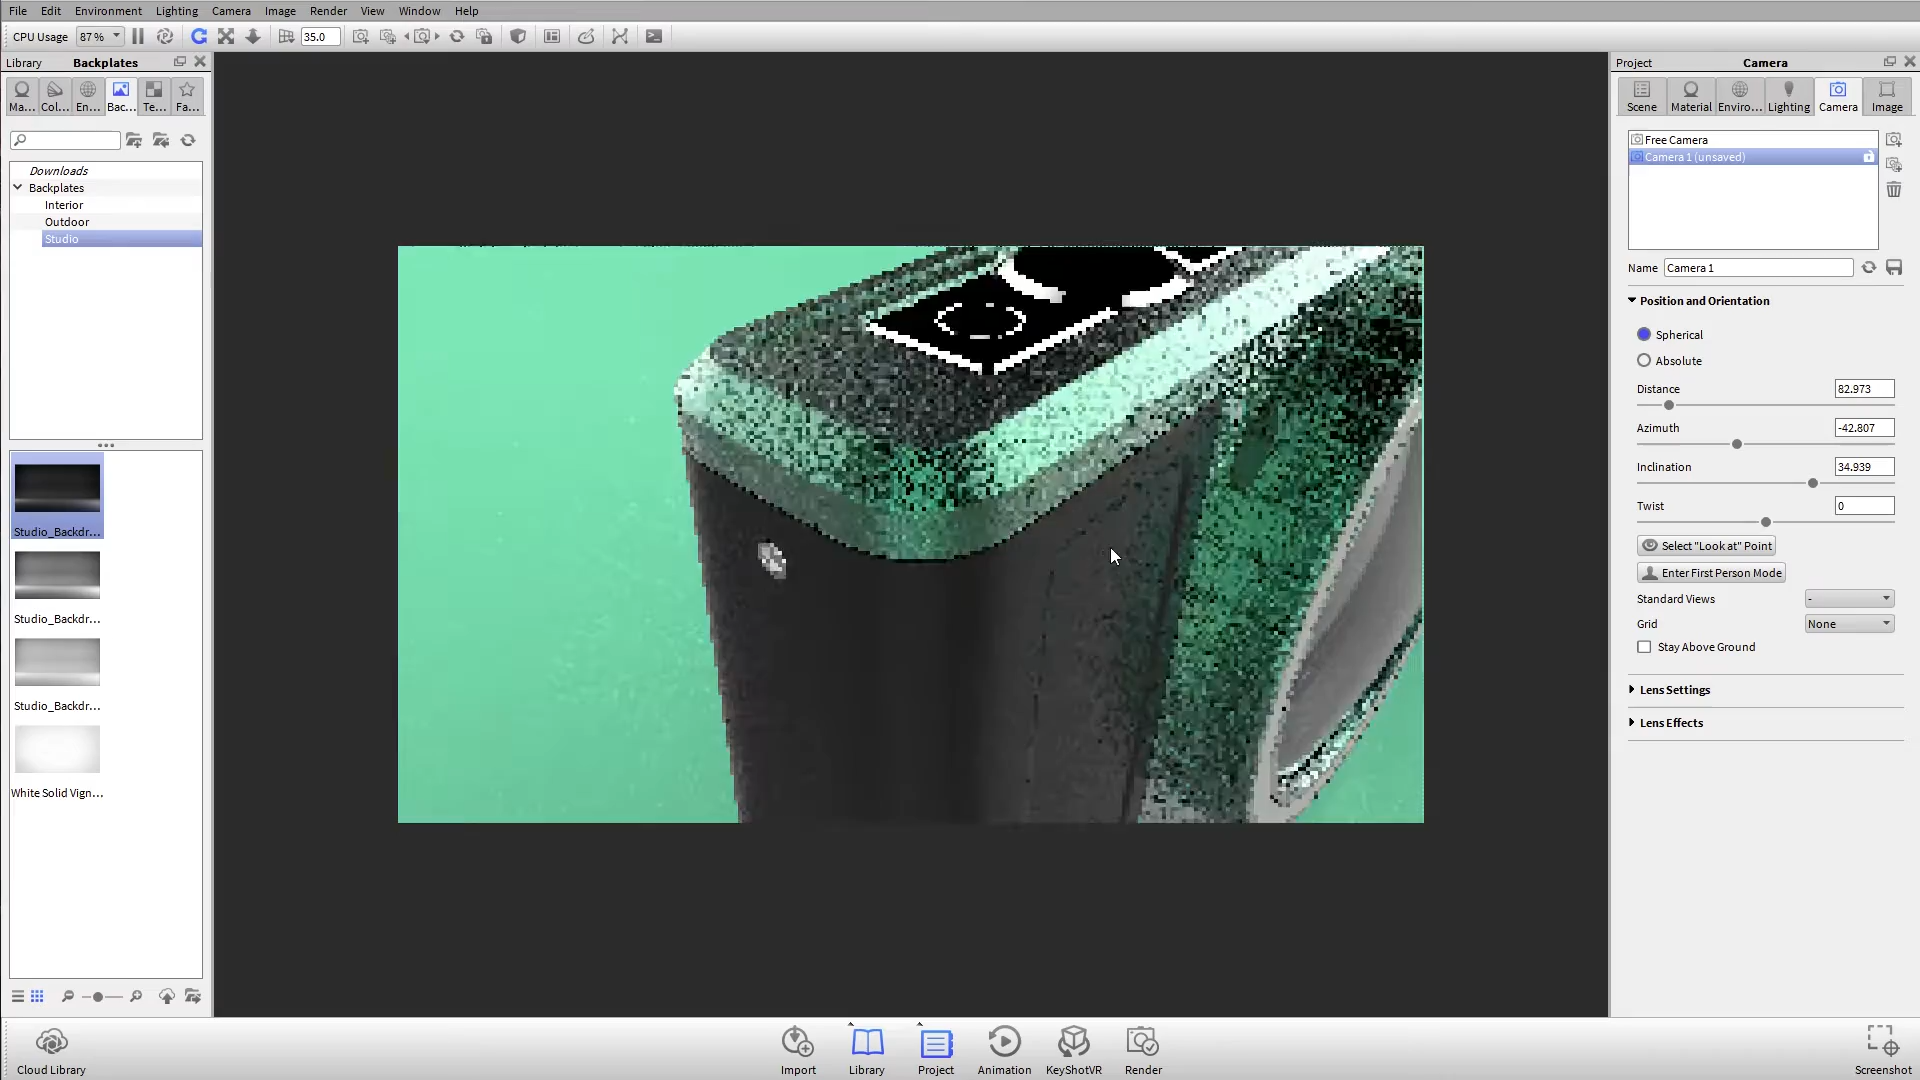 File Edit Environment Lighting Camera Image Render View Window Help
CPU Usage 87 % 35.0
Library Backplates
Ma... Col... En... Bac... Te... Fa...
Downloads
Backplates
Interior
Outdoor
Studio
Studio_Backdr...
Studio_Backdr...
Studio_Backdr...
White Solid Vign...
Project Camera
Scene Material Enviro... Lighting Camera Image
Free Camera
Camera 1 (unsaved)
Name Camera 1
Position and Orientation
Spherical
Absolute
Distance 82.973
Azimuth -42.807
Inclination 34.939
Twist 0
Select "Look at" Point
Enter First Person Mode
Standard Views -
Grid None
Stay Above Ground
Lens Settings
Lens Effects
Cloud Library Import Library Project Animation KeyShotVR Render Screenshot